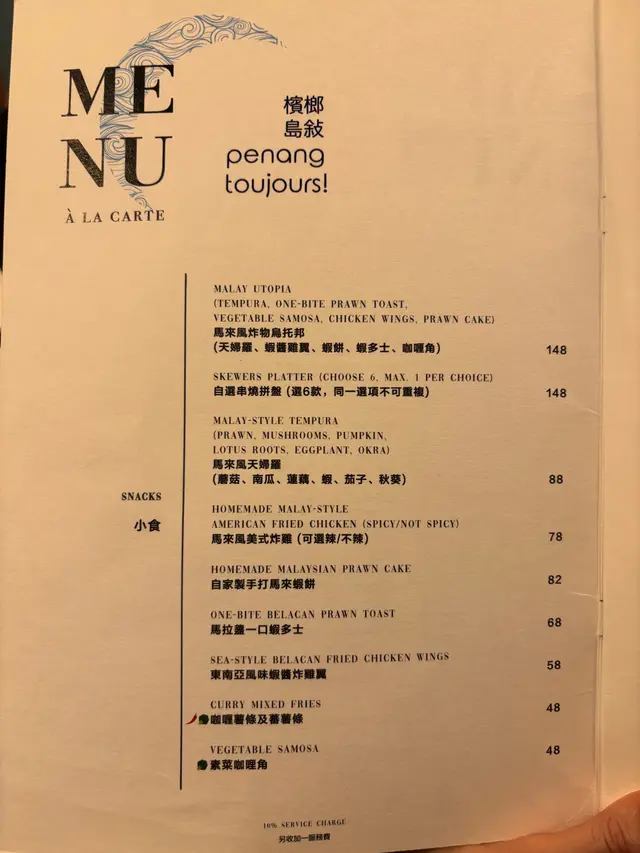 ME
NU
À LA CARTE
檳榔
島敍
penang
toujours!
MALAY UTOPIA
(TEMPURA, ONE-BITE PRAWN TOAST,
VEGETABLE SAMOSA, CHICKEN WINGS, PRAWN CAKE)
馬來風炸物烏托邦
(天婦羅、蝦醬雞翼、蝦餅、蝦多士、咖喱角) 148
SKEWERS PLATTER (CHOOSE 6, MAX. 1 PER CHOICE)
自選串燒拼盤 (選6款，同一選項不可重複) 148
MALAY-STYLE TEMPURA
(PRAWN, MUSHROOMS, PUMPKIN,
LOTUS ROOTS, EGGPLANT, OKRA)
馬來風天婦羅
(蘑菇、南瓜、蓮藕、蝦、茄子、秋葵) 88
SNACKS
小食
HOMEMADE MALAY-STYLE
AMERICAN FRIED CHICKEN (SPICY/NOT SPICY)
馬來風美式炸雞 (可選辣/不辣) 78
HOMEMADE MALAYSIAN PRAWN CAKE
自家製手打馬來蝦餅 82
ONE-BITE BELACAN PRAWN TOAST
馬拉盞一口蝦多士 68
SEA-STYLE BELACAN FRIED CHICKEN WINGS
東南亞風味蝦醬炸雞翼 58
CURRY MIXED FRIES
咖喱薯條及蕃薯條 48
VEGETABLE SAMOSA
素菜咖喱角 48
10% SERVICE CHARGE
另收加一服務費